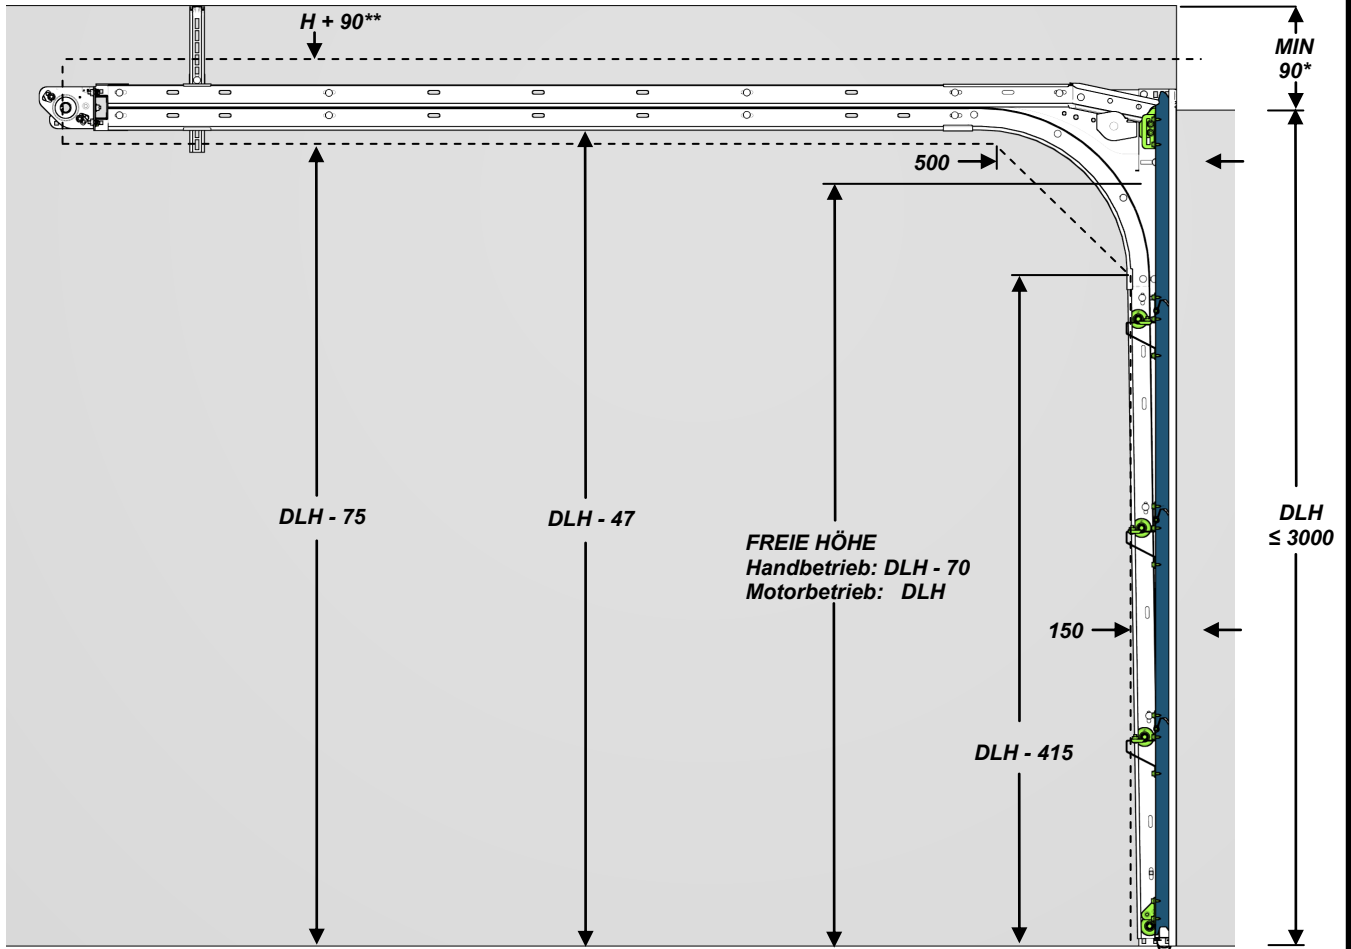 H + 90**
MIN
90*
500
DLH - 75
DLH - 47
DLH
≤ 3000
FREIE HÖHE
Handbetrieb: DLH - 70
Motorbetrieb: DLH
150
DLH - 415